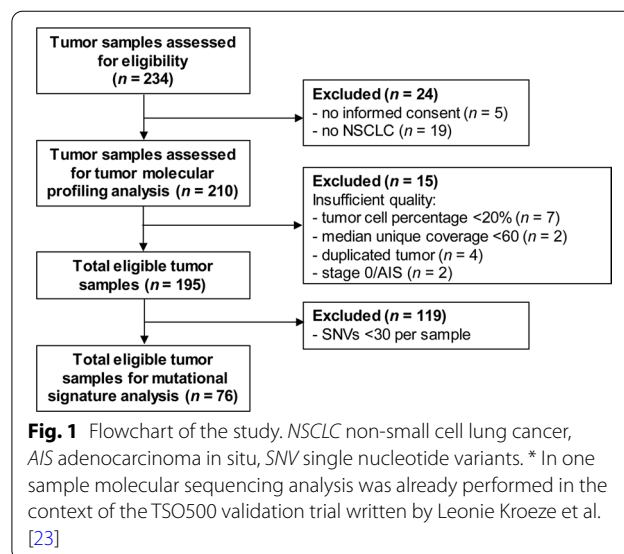 Tumor samples assessed
for eligibility
(n = 234)
Excluded (n = 24)
- no informed consent (n = 5)
- no NSCLC (n = 19)
Tumor samples assessed
for tumor molecular
profiling analysis (n = 210)
Excluded (n = 15)
Insufficient quality:
- tumor cell percentage <20% (n = 7)
- median unique coverage <60 (n = 2)
- duplicated tumor (n = 4)
- stage 0/AIS (n = 2)
Total eligible tumor
samples (n = 195)
Excluded (n = 119)
- SNVs <30 per sample
Total eligible tumor
samples for mutational
signature analysis (n = 76)
Fig. 1 Flowchart of the study. NSCLC non-small cell lung cancer,
AIS adenocarcinoma in situ, SNV single nucleotide variants. * In one
sample molecular sequencing analysis was already performed in the
context of the TSO500 validation trial written by Leonie Kroeze et al.
[23]